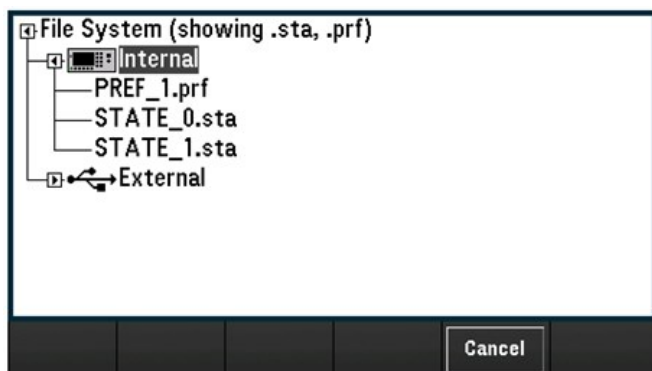 File System (showing .sta, .prf)
Internal
PREF_1.prf
STATE_0.sta
STATE_1.sta
External
Cancel